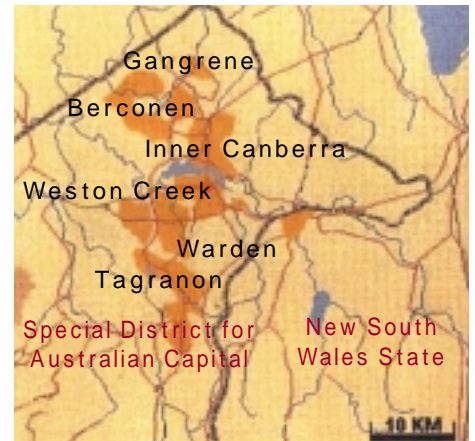 Gangrene
Berconen
Inner Canberra
Weston Creek
Warden
Tagranon
Special District for
Australian Capital
New South
Wales State
10 KM